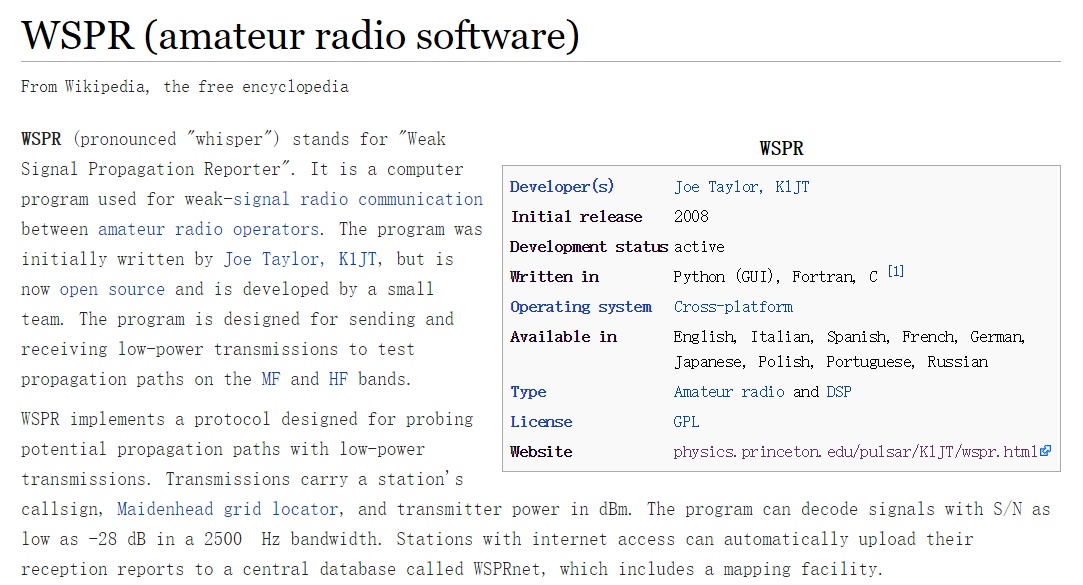 WSPR (amateur radio software)
From Wikipedia, the free encyclopedia
WSPR (pronounced "whisper") stands for "Weak
Signal Propagation Reporter". It is a computer
program used for weak-signal radio communication
between amateur radio operators. The program was
initially written by Joe Taylor, K1JT, but is
now open source and is developed by a small
team. The program is designed for sending and
receiving low-power transmissions to test
propagation paths on the MF and HF bands.
WSPR
Developer(s) Joe Taylor, K1JT
Initial release 2008
Development status active
Written in Python (GUI), Fortran, C [1]
Operating system Cross-platform
Available in English, Italian, Spanish, French, German,
Japanese, Polish, Portuguese, Russian
Type Amateur radio and DSP
License GPL
Website physics.princeton.edu/pulsar/K1JT/wspr.html
WSPR implements a protocol designed for probing
potential propagation paths with low-power
transmissions. Transmissions carry a station's
callsign, Maidenhead grid locator, and transmitter power in dBm. The program can decode signals with S/N as
low as -28 dB in a 2500 Hz bandwidth. Stations with internet access can automatically upload their
reception reports to a central database called WSPRnet, which includes a mapping facility.